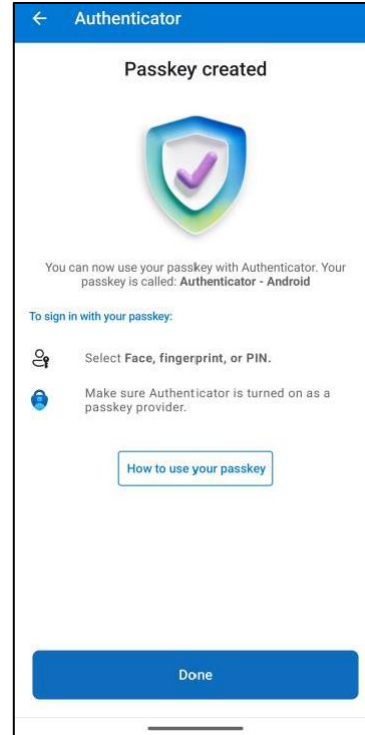 Authenticator
Passkey created
You can now use your passkey with Authenticator. Your
passkey is called: Authenticator - Android
To sign in with your passkey:
Select Face, fingerprint, or PIN.
Make sure Authenticator is turned on as a
passkey provider.
How to use your passkey
Done